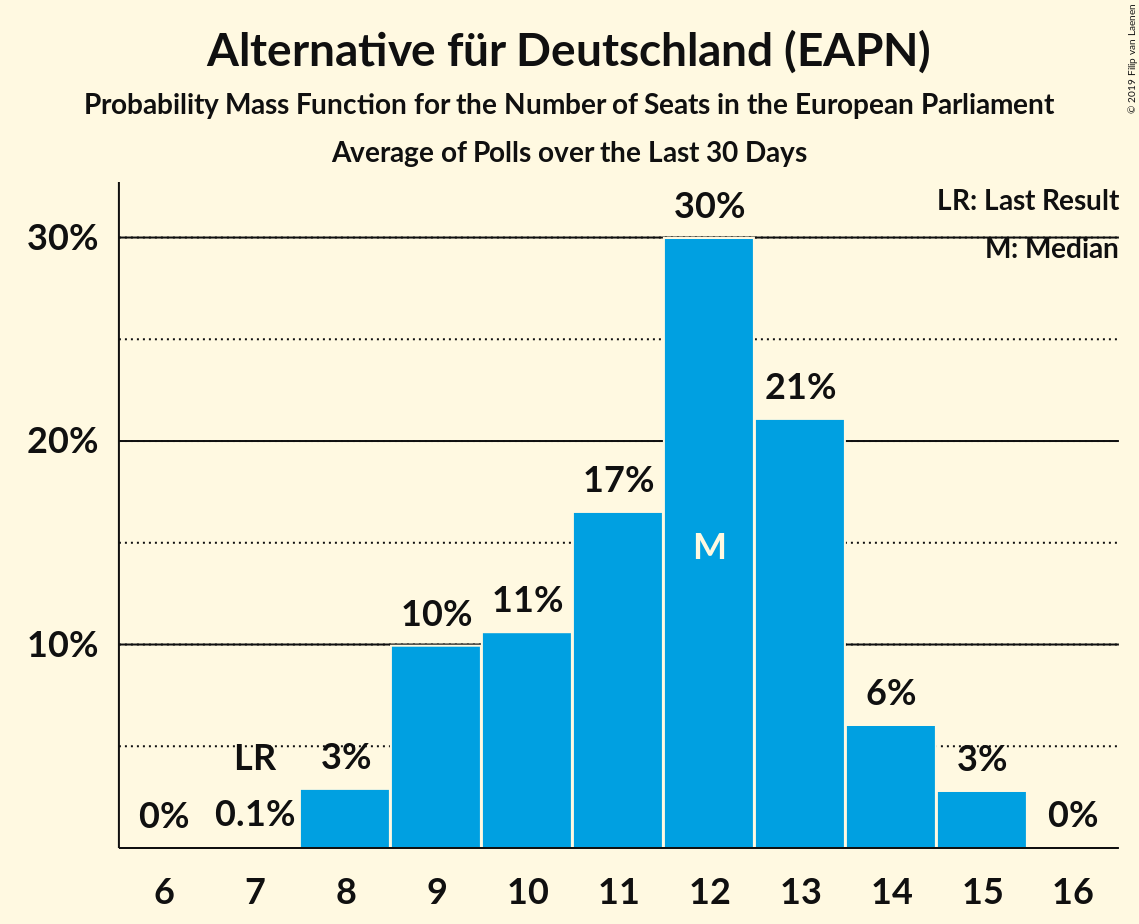 Alternative für Deutschland (EAPN)
Probability Mass Function for the Number of Seats in the European Parliament
Average of Polls over the Last 30 Days
© 2019 Filip van Laenen
LR: Last Result
M: Median
30%
20%
10%
0%
LR
0.1%
3%
10%
11%
17%
30%
M
21%
6%
3%
0%
6 7 8 9 10 11 12 13 14 15 16